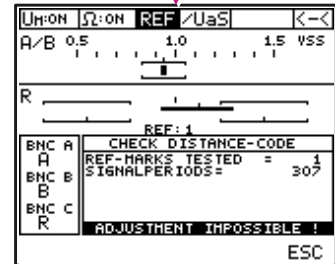 UM:ON Ω:ON REF /UaS <-<
A/B 0.5 1.0 1.5 VSS
R
REF:1
BNC A
A
BNC B
B
BNC C
R
CHECK DISTANCE-CODE
REF-MARKS TESTED = 1
SIGNALPERIODS= 307
ADJUSTMENT IMPOSSIBLE !
ESC